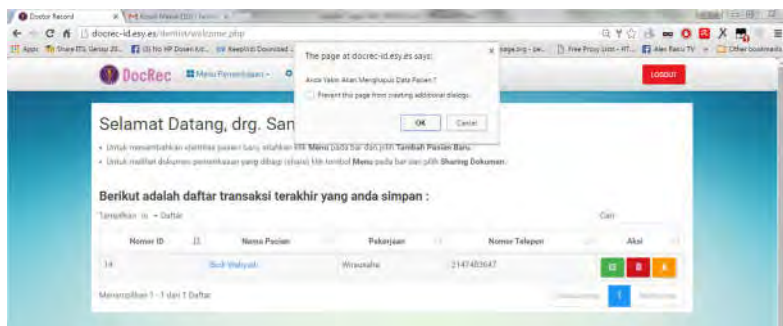 Doctor Record
docrec-id.esy.es/dentist/welcome.php
Apps
Other bookmarks
The page at docrec-id.esy.es says:
Anda Yakin Akan Menghapus Data Pasien ?
Prevent this page from creating additional dialogs.
OK
Cancel
DocRec
Menu Pemeriksaan
LOGOUT
Selamat Datang, drg. San
Untuk menambahkan identitas pasien baru, silahkan klik Menu pada bar dan pilih Tambah Pasien Baru.
Untuk melihat dokumen pemeriksaan yang dibagi (share) klik tombol Menu pada bar dan pilih Sharing Dokumen.
Berikut adalah daftar transaksi terakhir yang anda simpan :
Tampilkan 10 Daftar
Cari
Nomor ID Nama Pasien Pekerjaan Nomor Telepon Aksi
14 Budi Wahyudi Wirausaha 2147483647
Menampilkan 1 - 1 dari 1 Daftar
1